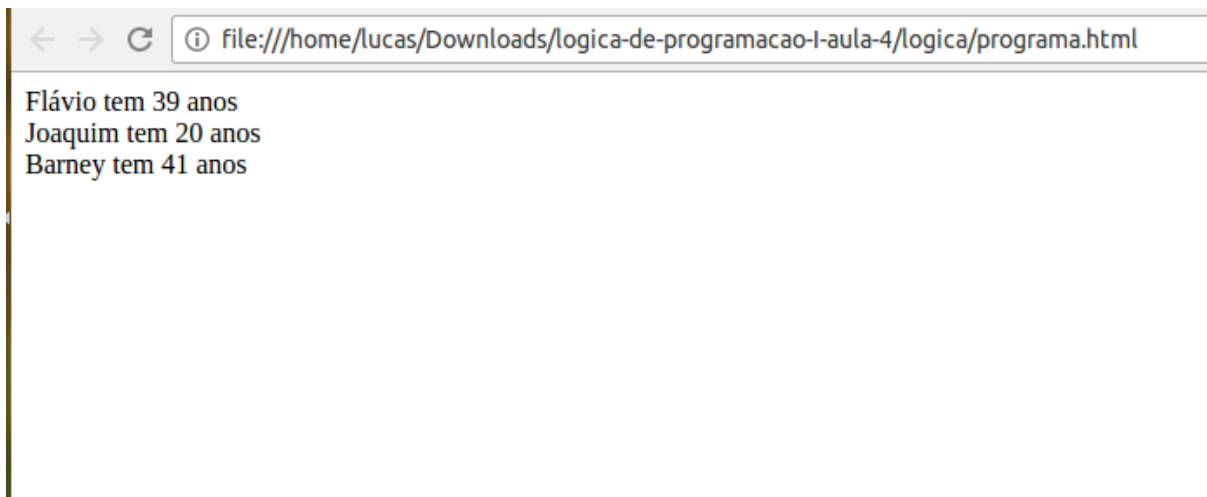 file:///home/lucas/Downloads/logica-de-programacao-I-aula-4/logica/programa.html
Flávio tem 39 anos
Joaquim tem 20 anos
Barney tem 41 anos